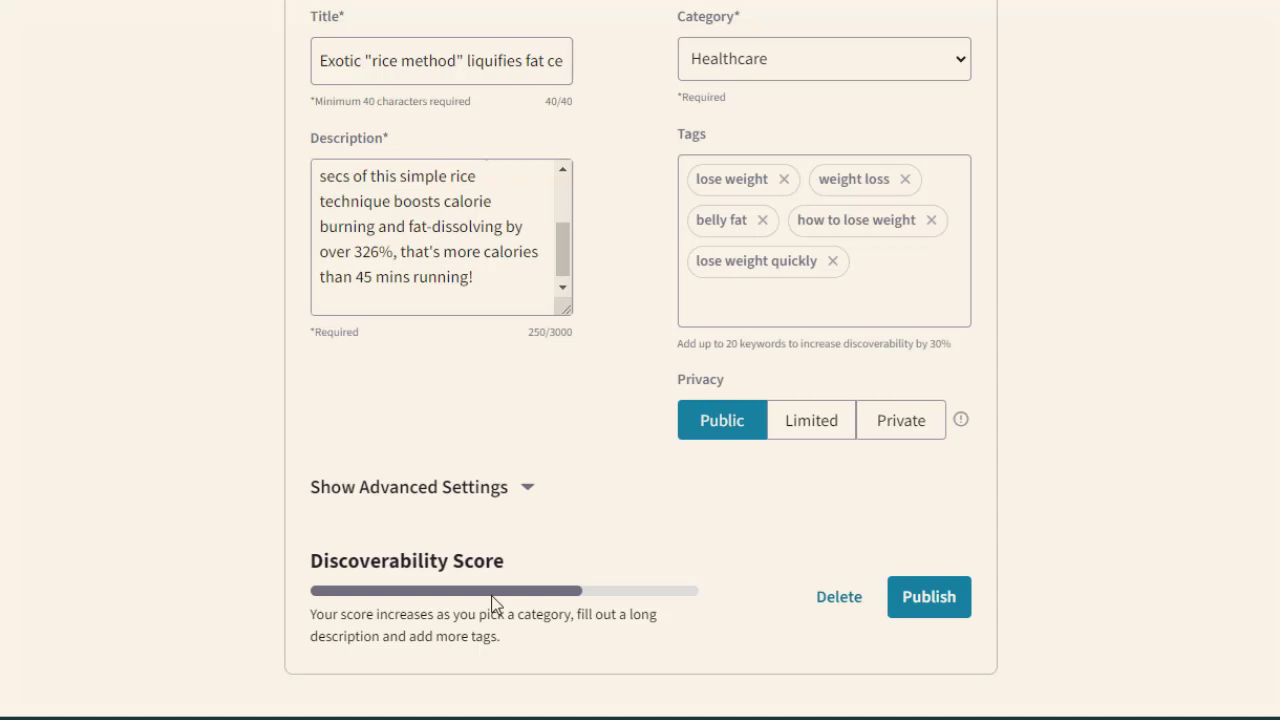 Title*
Exotic "rice method" liquifies fat ce
*Minimum 40 characters required 40/40
Description*
secs of this simple rice
technique boosts calorie
burning and fat-dissolving by
over 326%, that's more calories
than 45 mins running!
*Required 250/3000
Category*
Healthcare
*Required
Tags
lose weight × weight loss ×
belly fat × how to lose weight ×
lose weight quickly ×
Add up to 20 keywords to increase discoverability by 30%
Privacy
Public Limited Private
Show Advanced Settings
Discoverability Score
Your score increases as you pick a category, fill out a long
description and add more tags.
Delete Publish